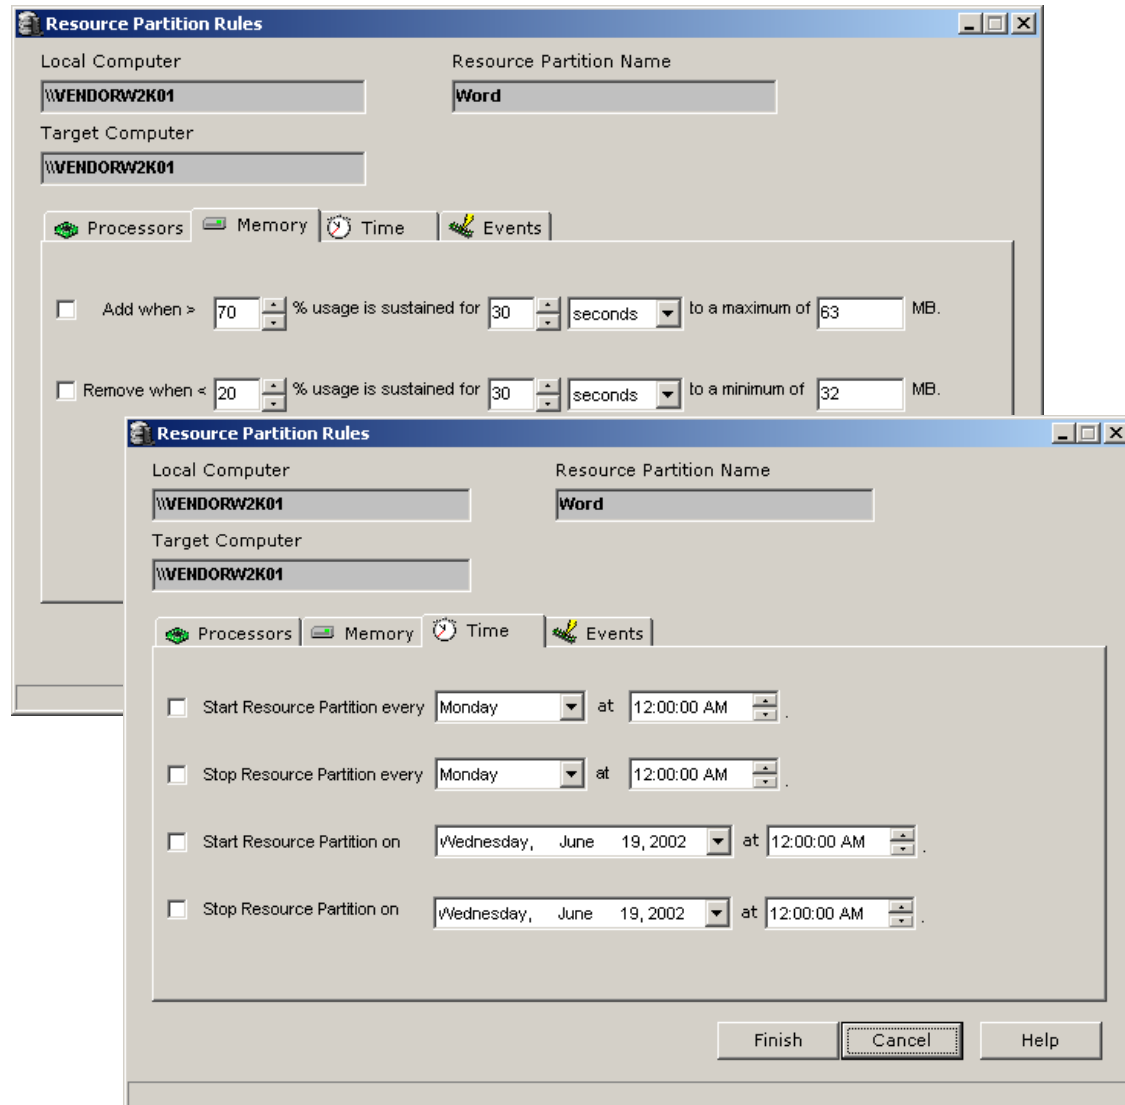 Resource Partition Rules
Local Computer Resource Partition Name
\\VENDORW2K01 Word
Target Computer
\\VENDORW2K01
Processors Memory Time Events
Add when > 70 % usage is sustained for 30 seconds to a maximum of 63 MB.
Remove when < 20 % usage is sustained for 30 seconds to a minimum of 32 MB.
Resource Partition Rules
Local Computer Resource Partition Name
\\VENDORW2K01 Word
Target Computer
\\VENDORW2K01
Processors Memory Time Events
Start Resource Partition every Monday at 12:00:00 AM .
Stop Resource Partition every Monday at 12:00:00 AM .
Start Resource Partition on Wednesday, June 19, 2002 at 12:00:00 AM .
Stop Resource Partition on Wednesday, June 19, 2002 at 12:00:00 AM .
Finish Cancel Help